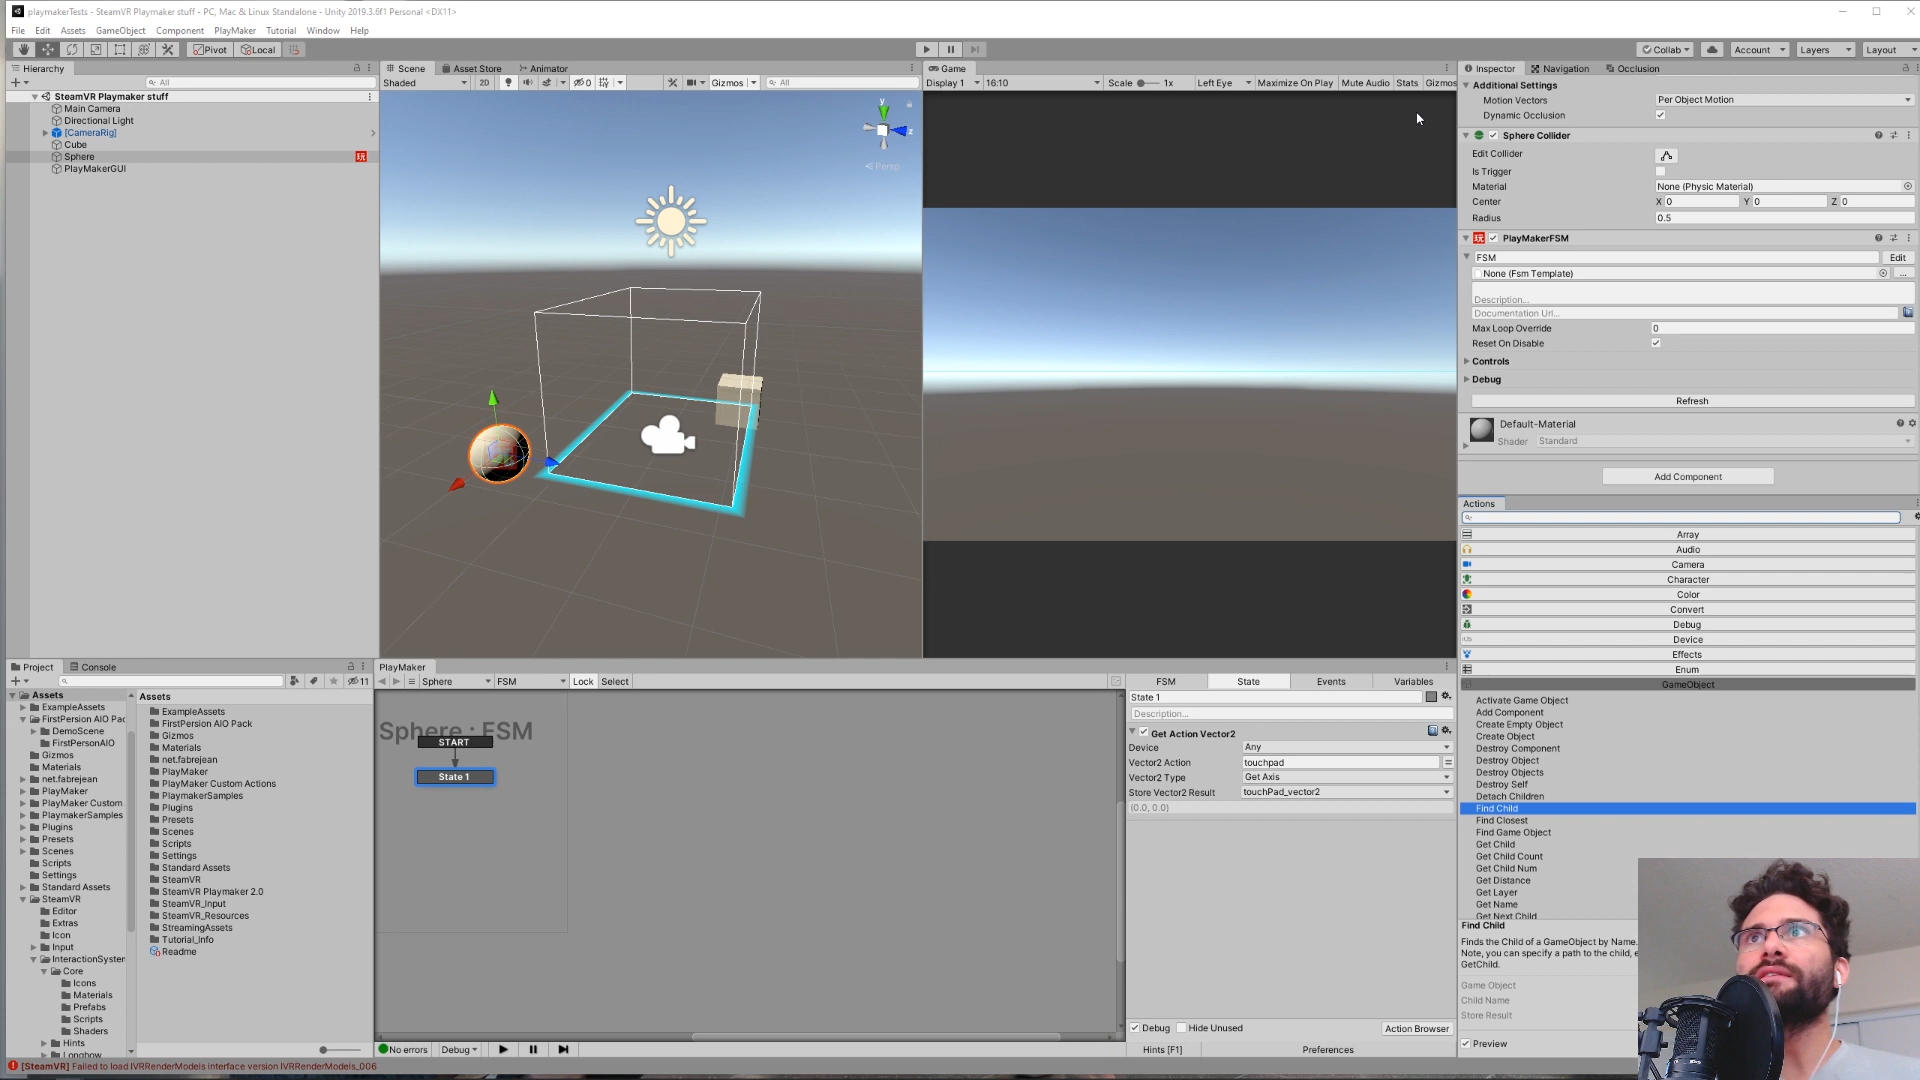 playmakerTests - SteamVR Playmaker stuff - PC, Mac & Linux Standalone - Unity 2019.3.6f1 Personal <DX11>
File Edit Assets GameObject Component PlayMaker Tutorial Window Help
Pivot Local Collab Account Layers Layout
Hierarchy
All
SteamVR Playmaker stuff
Main Camera
Directional Light
[CameraRig]
Cube
Sphere
玩
PlayMakerGUI
Scene Asset Store Animator
Shaded 2D 0 Gizmos All
y
z
Persp
Game
Display 1 16:10 Scale 1x Left Eye Maximize On Play Mute Audio Stats Gizmos
Inspector Navigation Occlusion
Additional Settings
Motion Vectors Per Object Motion
Dynamic Occlusion
Sphere Collider
Edit Collider
Is Trigger
Material None (Physic Material)
Center X 0 Y 0 Z 0
Radius 0.5
玩 PlayMakerFSM
FSM Edit
None (Fsm Template) ...
Description...
Documentation Url...
Max Loop Override 0
Reset On Disable
Controls
Debug
Refresh
Default-Material
Shader Standard
Add Component
Actions
Array
Audio
Camera
Character
Color
Convert
Debug
iOS Device
Effects
Enum
GameObject
Activate Game Object
Add Component
Create Empty Object
Create Object
Destroy Component
Destroy Object
Destroy Objects
Destroy Self
Detach Children
Find Child
Find Closest
Find Game Object
Get Child
Get Child Count
Get Child Num
Get Distance
Get Layer
Get Name
Get Next Child
Find Child
Finds the Child of a GameObject by Name.
Note, you can specify a path to the child, e
GetChild.
Game Object
Child Name
Store Result
Preview
Project Console
11
Assets
ExampleAssets
FirstPersion AIO Pac
DemoScene
FirstPersonAIO
Gizmos
Materials
net.fabrejean
PlayMaker
PlayMaker Custom
PlaymakerSamples
Plugins
Presets
Scenes
Scripts
Settings
Standard Assets
SteamVR
Editor
Extras
Icon
Input
InteractionSystem
Core
Icons
Materials
Prefabs
Scripts
Shaders
Hints
Longbow
Assets
ExampleAssets
FirstPersion AIO Pack
Gizmos
Materials
net.fabrejean
PlayMaker
PlayMaker Custom Actions
PlaymakerSamples
Plugins
Presets
Scenes
Scripts
Settings
Standard Assets
SteamVR
SteamVR Playmaker 2.0
SteamVR_Input
SteamVR_Resources
StreamingAssets
Tutorial_Info
Readme
PlayMaker
Sphere FSM Lock Select
Sphere : FSM
START
State 1
FSM State Events Variables
State 1
Description...
Get Action Vector2
Device Any
Vector2 Action touchpad
Vector2 Type Get Axis
Store Vector2 Result touchPad_vector2
(0.0, 0.0)
Debug Hide Unused Action Browser
No errors Debug Hints [F1] Preferences
[SteamVR] Failed to load IVRRenderModels interface version IVRRenderModels_006